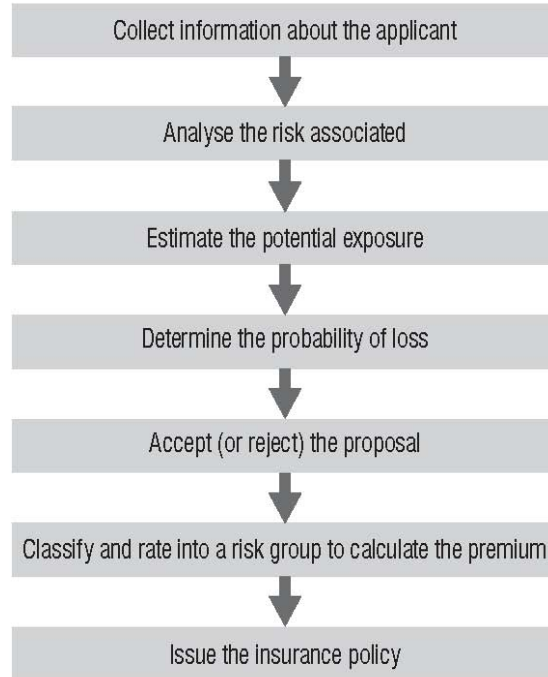 Collect information about the applicant
Analyse the risk associated
Estimate the potential exposure
Determine the probability of loss
Accept (or reject) the proposal
Classify and rate into a risk group to calculate the premium
Issue the insurance policy